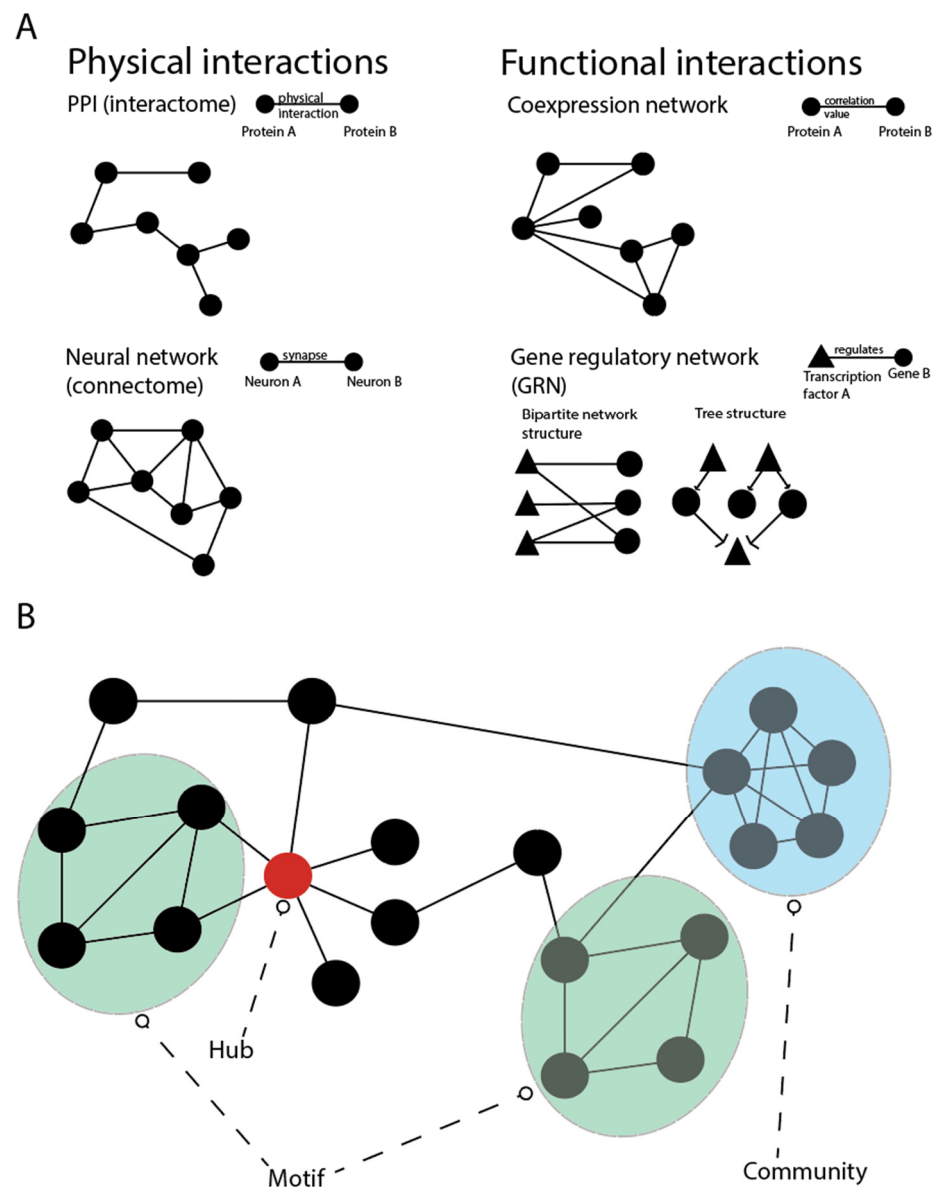 A
Physical interactions
PPI (interactome)
physical
interaction
Protein A
Protein B
Functional interactions
Coexpression network
correlation
value
Protein A
Protein B
Neural network
(connectome)
synapse
Neuron A
Neuron B
Gene regulatory network
(GRN)
regulates
Transcription
factor A
Gene B
Bipartite network
structure
Tree structure
B
Hub
Motif
Community